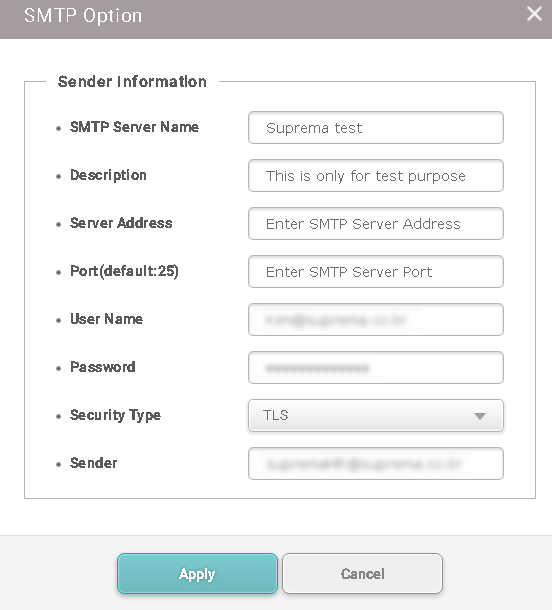 SMTP Option
Sender Information
• SMTP Server Name Suprema test
• Description This is only for test purpose
• Server Address Enter SMTP Server Address
• Port(default:25) Enter SMTP Server Port
• User Name
• Password
• Security Type TLS
• Sender
Apply Cancel